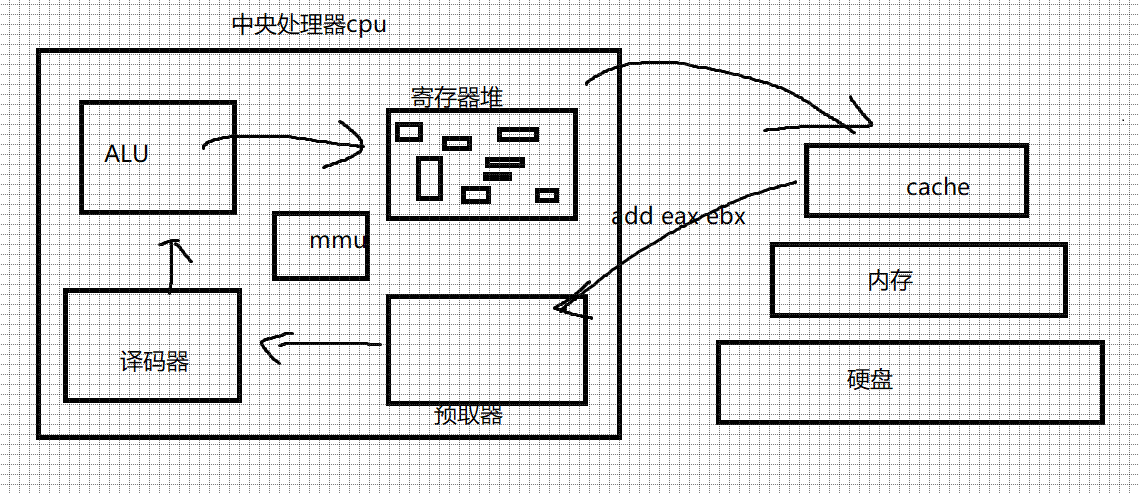 中央处理器cpu
寄存器堆
ALU
cache
add eax ebx
mmu
内存
译码器
硬盘
预取器